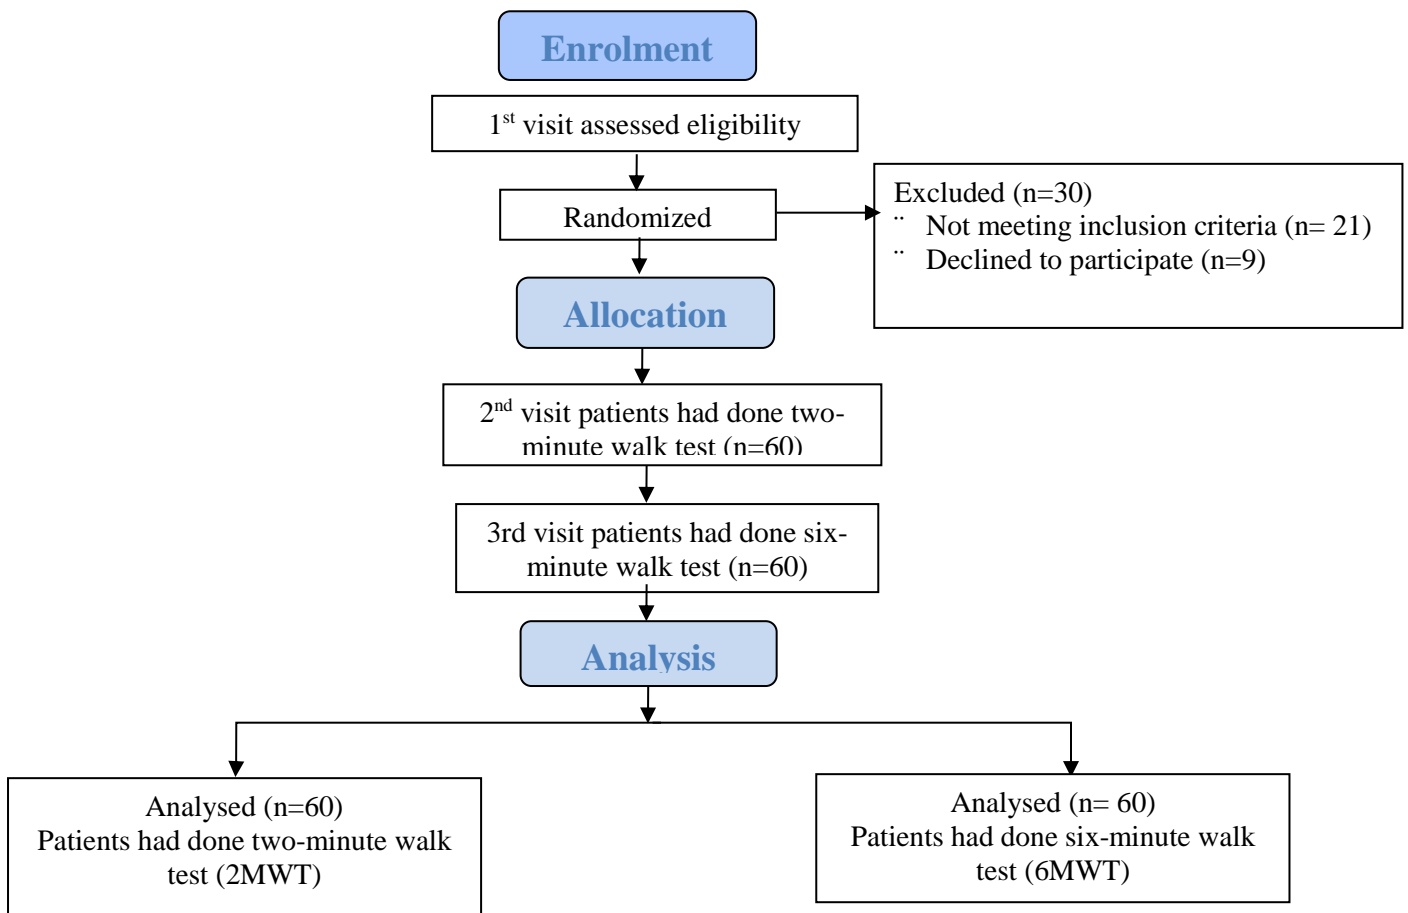 Enrolment
1st visit assessed eligibility
Randomized
Excluded (n=30)
¨ Not meeting inclusion criteria (n= 21)
¨ Declined to participate (n=9)
Allocation
2nd visit patients had done two-
minute walk test (n=60)
3rd visit patients had done six-
minute walk test (n=60)
Analysis
Analysed (n=60)
Patients had done two-minute walk
test (2MWT)
Analysed (n= 60)
Patients had done six-minute walk
test (6MWT)